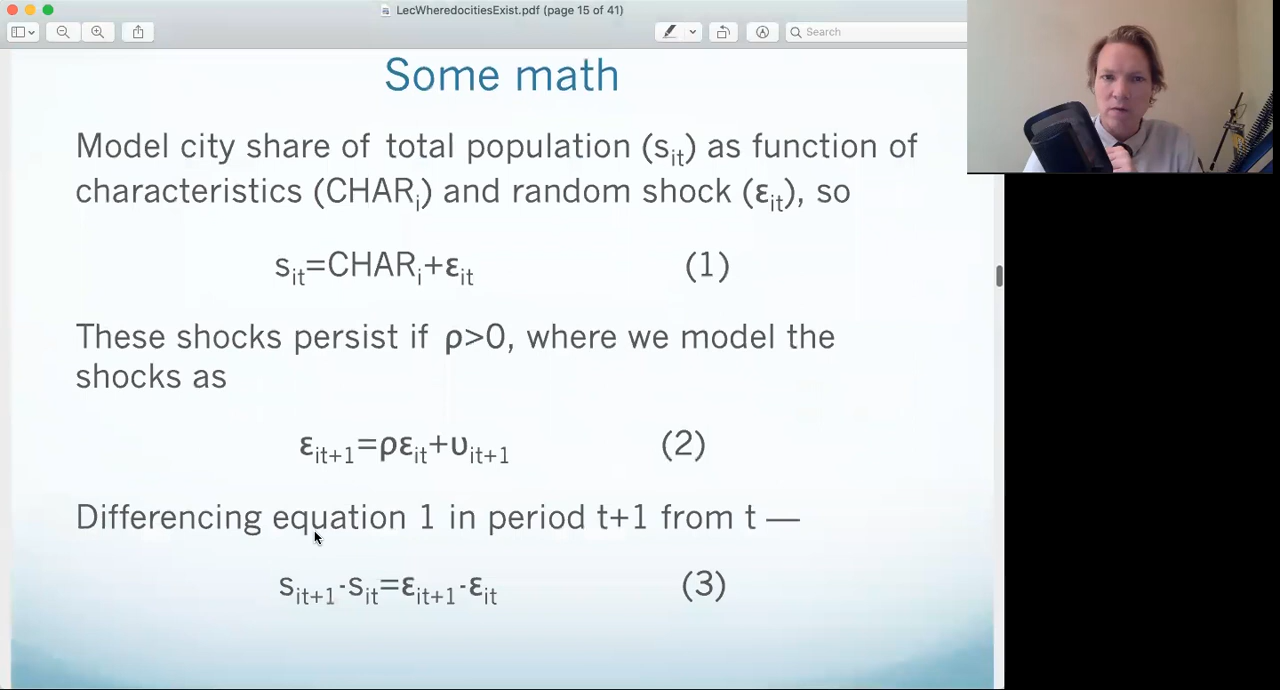 LecWheredocitiesExist.pdf (page 15 of 41)
Search
Some math
Model city share of total population (sᵢₜ) as function of
characteristics (CHARᵢ) and random shock (εᵢₜ), so
sᵢₜ=CHARᵢ+εᵢₜ (1)
These shocks persist if ρ>0, where we model the
shocks as
εᵢₜ₊₁=ρεᵢₜ+υᵢₜ₊₁ (2)
Differencing equation 1 in period t+1 from t —
sᵢₜ₊₁-sᵢₜ=εᵢₜ₊₁-εᵢₜ (3)